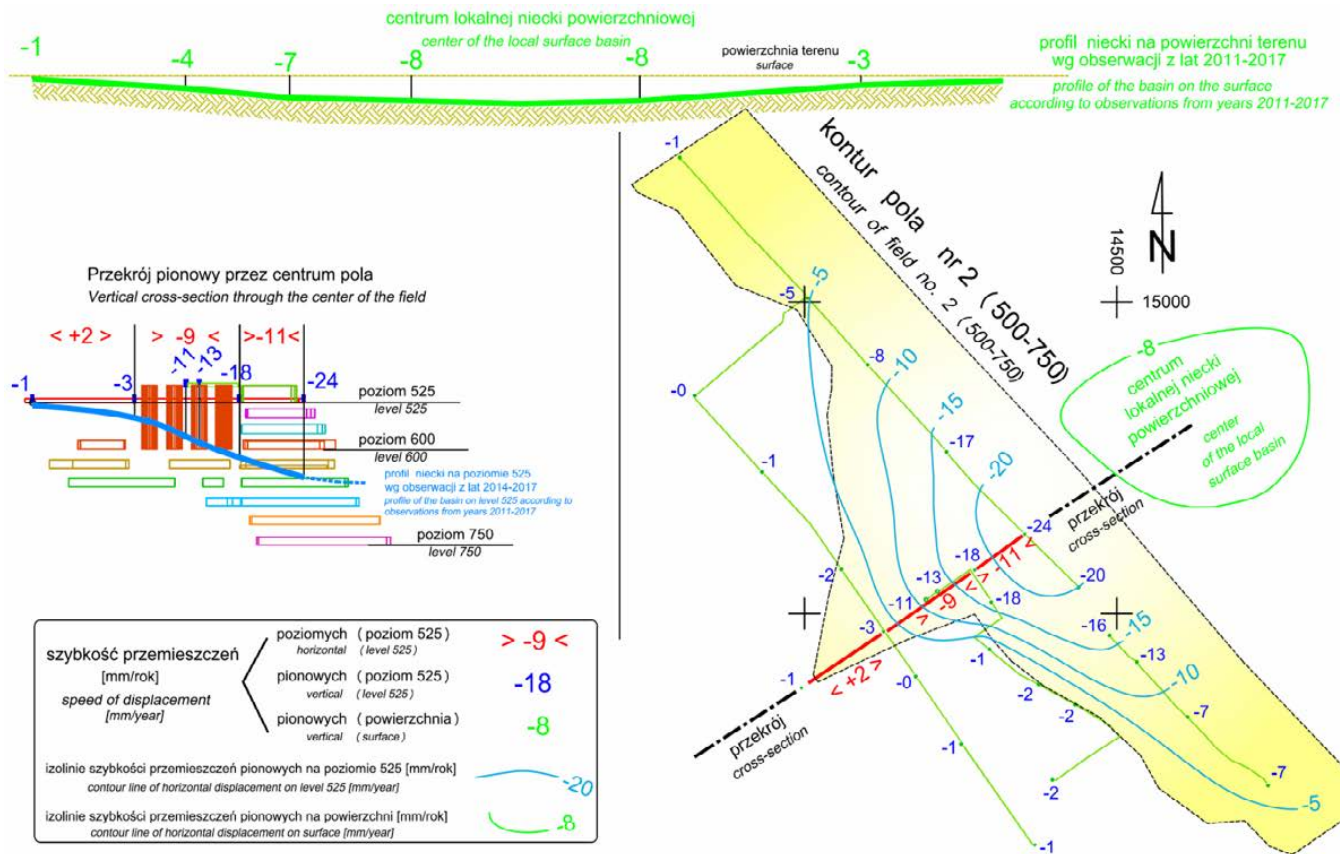 centrum lokalnej niecki powierzchniowej
center of the local surface basin
-1
-4
-7
-8
-8
-3
powierzchnia terenu
surface
profil niecki na powierzchni terenu
wg obserwacji z lat 2011-2017
profile of the basin on the surface
according to observations from years 2011-2017
Przekrój pionowy przez centrum pola
Vertical cross-section through the center of the field
< +2 > > -9 < >-11<
-1
-3
-11
-13
-18
-24
poziom 525
level 525
poziom 600
level 600
profil niecki na poziomie 525
wg obserwacji z lat 2014-2017
profile of the basin on level 525 according to
observations from years 2011-2017
poziom 750
level 750
szybkość przemieszczeń
[mm/rok]
speed of displacement
[mm/year]
poziomych (poziom 525)
horizontal (level 525)
> -9 <
pionowych (poziom 525)
vertical (level 525)
-18
pionowych (powierzchnia)
vertical (surface)
-8
izolinie szybkości przemieszczeń pionowych na poziomie 525 [mm/rok]
contour line of horizontal displacement on level 525 [mm/year]
-20
izolinie szybkości przemieszczeń pionowych na powierzchni [mm/rok]
contour line of horizontal displacement on surface [mm/year]
-8
kontur pola nr 2 (500-750)
contour of field no. 2 (500-750)
N
14500
15000
-8
centrum
lokalnej niecki
powierzchniowej
center
of the local
surface basin
przekrój
cross-section
-1
-5
-5
-8
-10
-0
-15
-17
-1
-20
-24
-2
-18
< -11 <
-13
-20
-11
> -9 <
-18
-3
-16
-15
-1
-13
< +2 >
-1
-0
-10
-2
-2
-7
-1
-7
-2
-5
-1
przekrój
cross-section